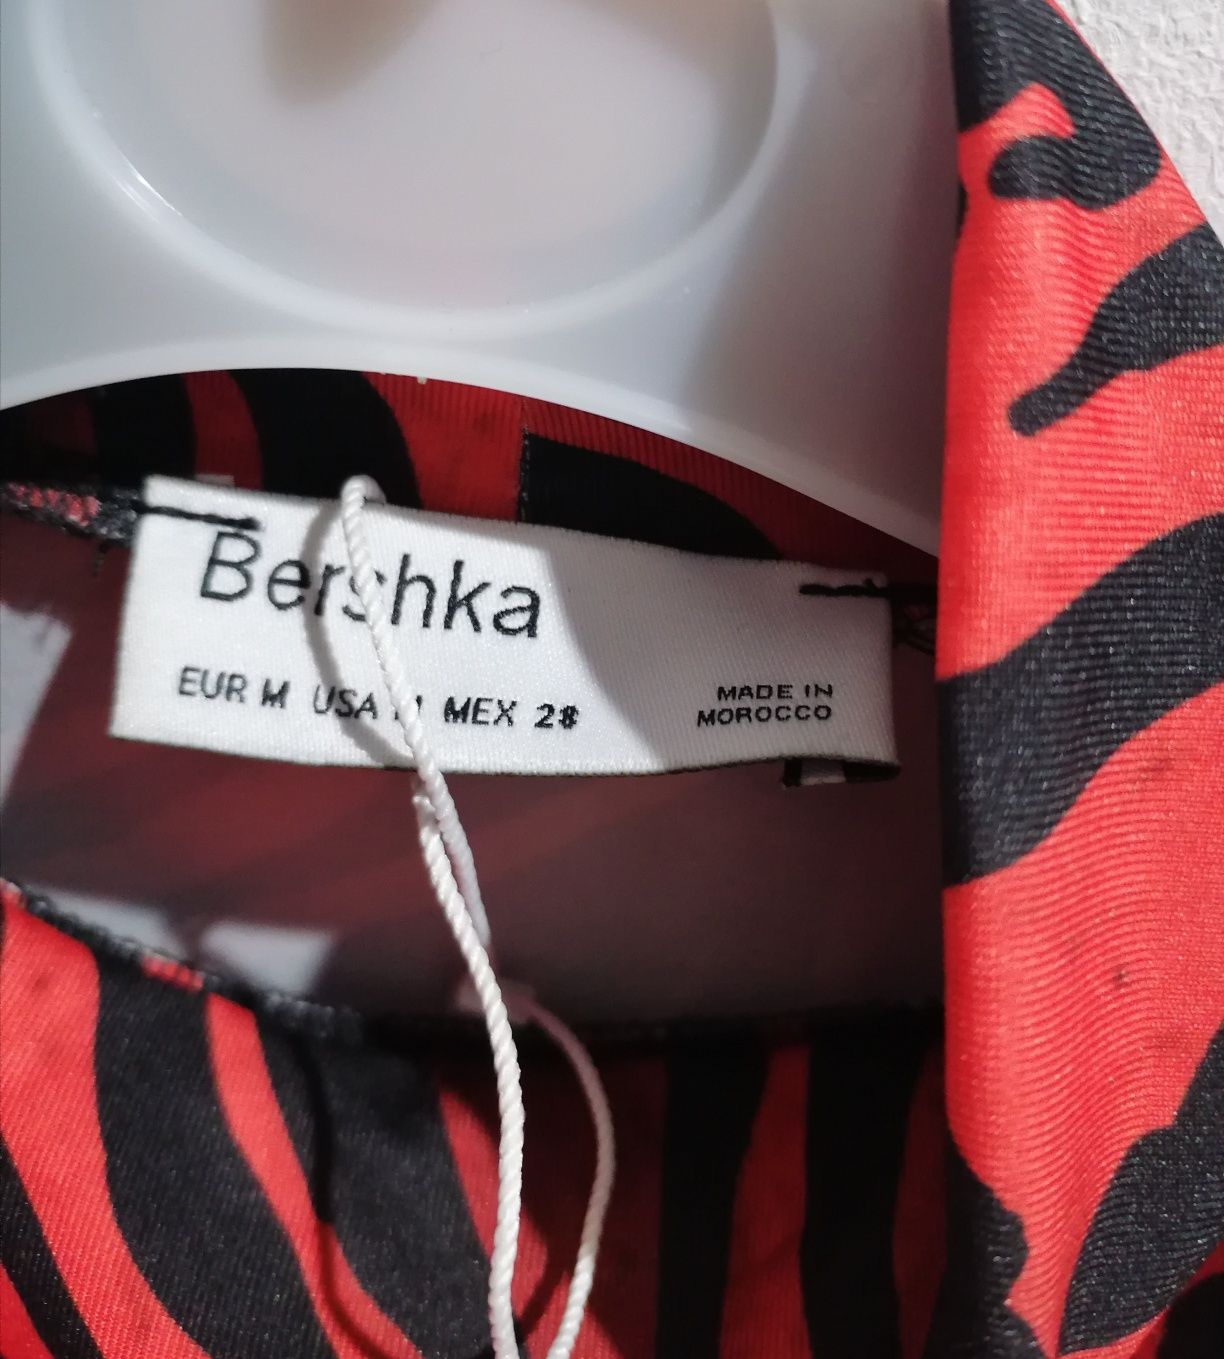 Bershka
EUR M USA MEX 28
MADE IN
MOROCCO